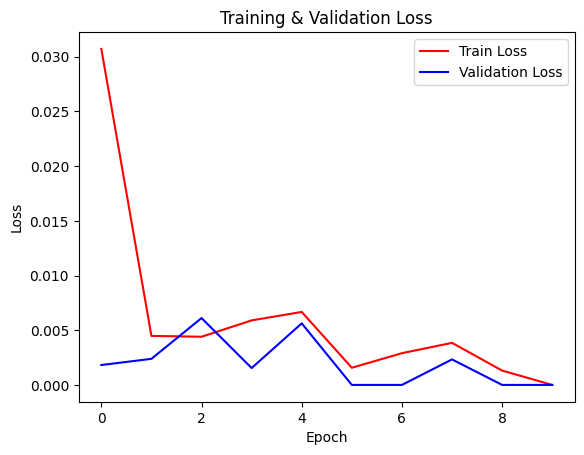 Training & Validation Loss
Train Loss
Validation Loss
0.030
0.025
0.020
0.015
0.010
0.005
0.000
Loss
0 2 4 6 8
Epoch